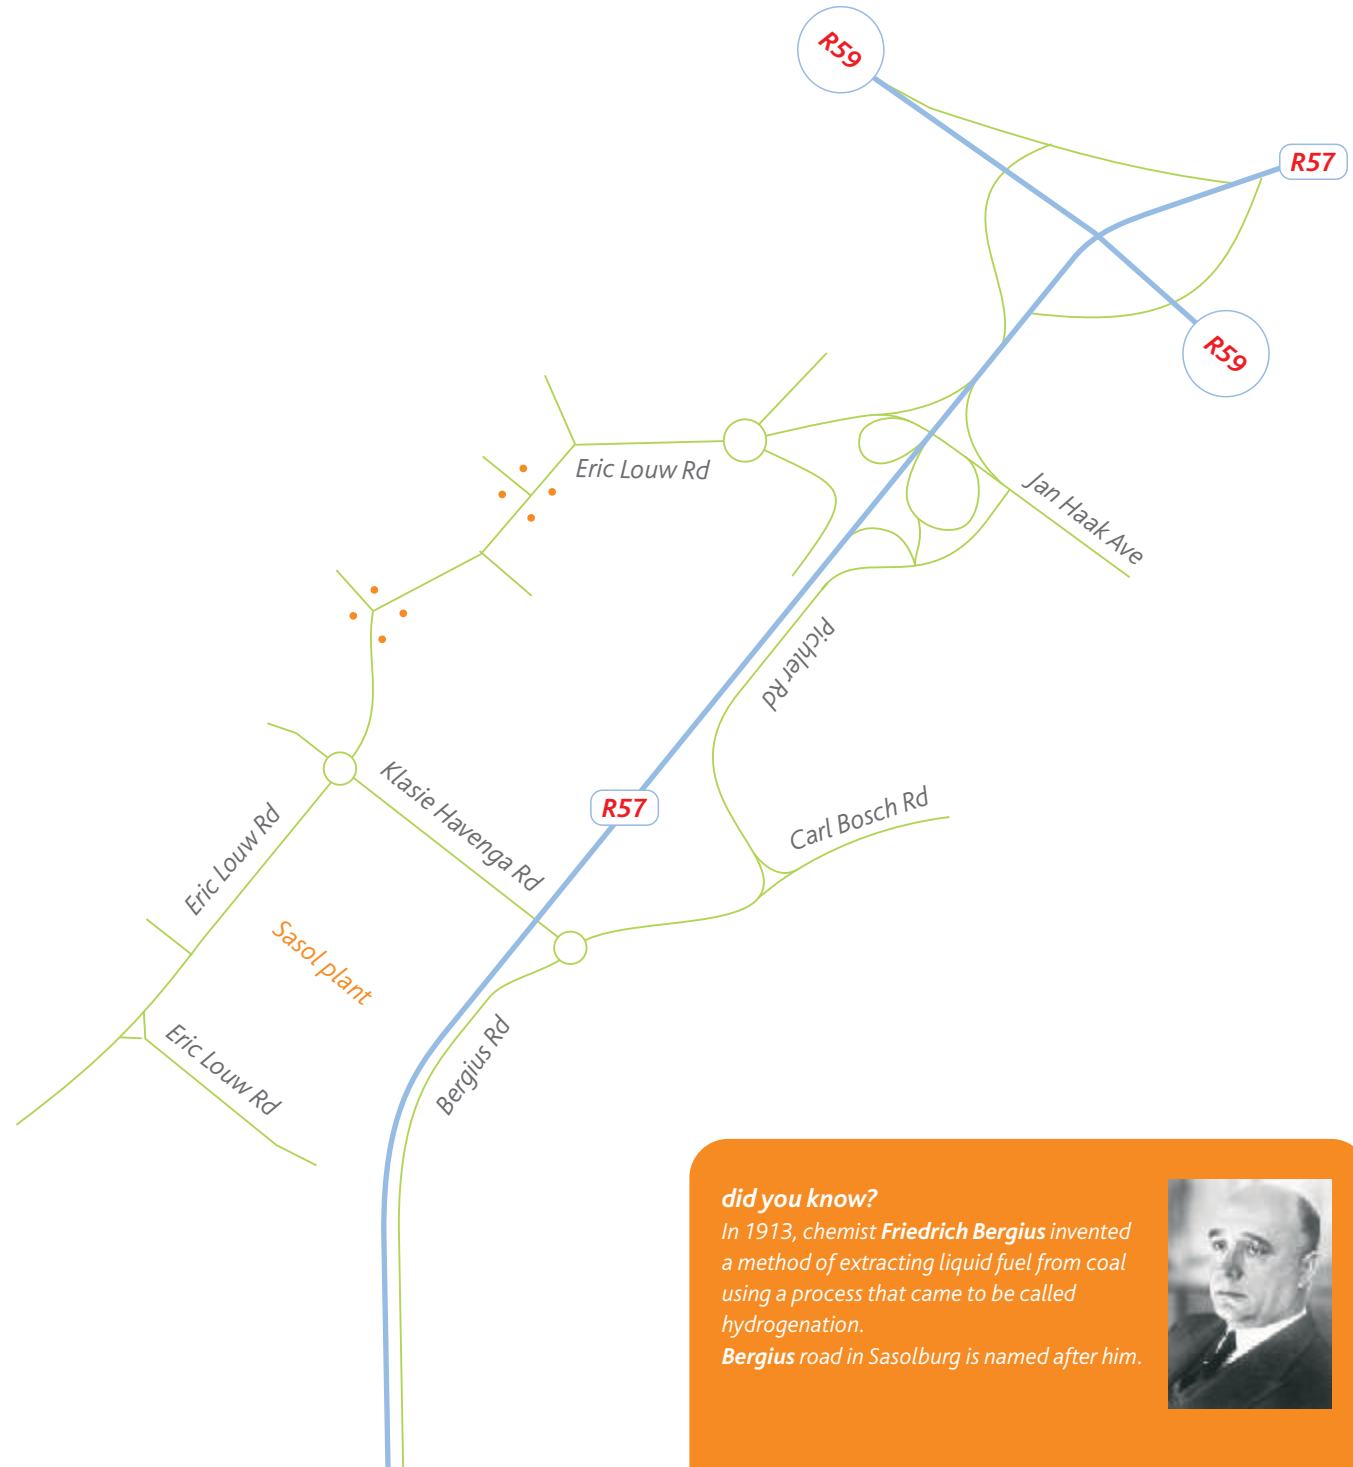 R59
R57
R59
Eric Louw Rd
Jan Haak Ave
Pichler Rd
Klasie Havenga Rd
R57
Carl Bosch Rd
Eric Louw Rd
Sasol plant
Eric Louw Rd
Bergius Rd
did you know?
In 1913, chemist Friedrich Bergius invented
a method of extracting liquid fuel from coal
using a process that came to be called
hydrogenation.
Bergius road in Sasolburg is named after him.